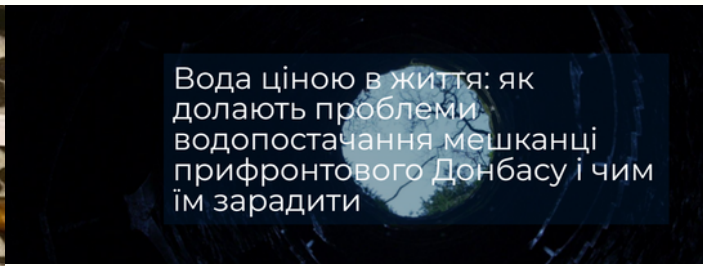 Вода ціною в життя: як
долають проблеми
водопостачання мешканці
прифронтового Донбасу і чим
їм зарадити